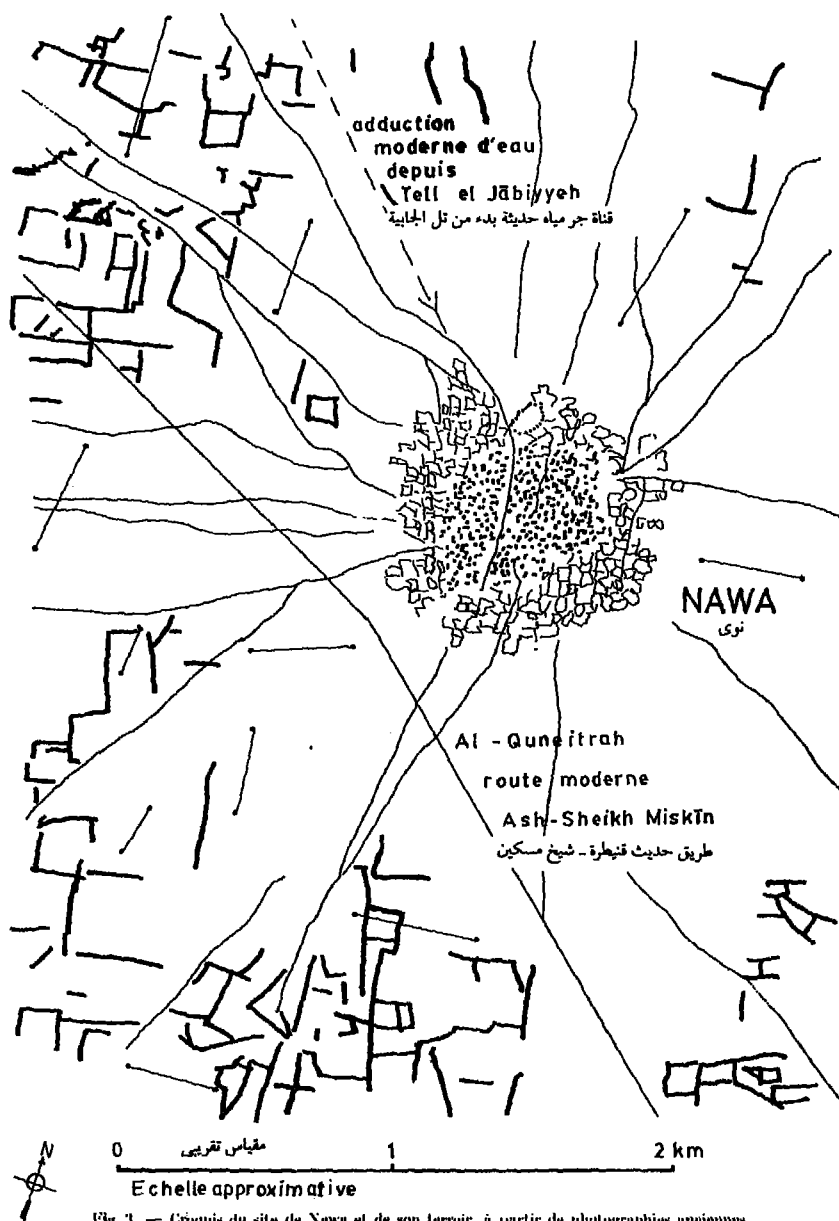 adduction
moderne d'eau
depuis
Tell el Jābiyyeh
قناة جر مياه حديثة بدء من تل الجابية
NAWA
نوى
Al-Quneitrah
route moderne
Ash-Sheikh Miskīn
طريق حديث قنيطرة - شيخ مسكين
N
0 مقياس تقريبي 1 2 km
Echelle approximative
Fig. 3. — Croquis du site de Nawa et de son terroir, à partir de photographies anciennes